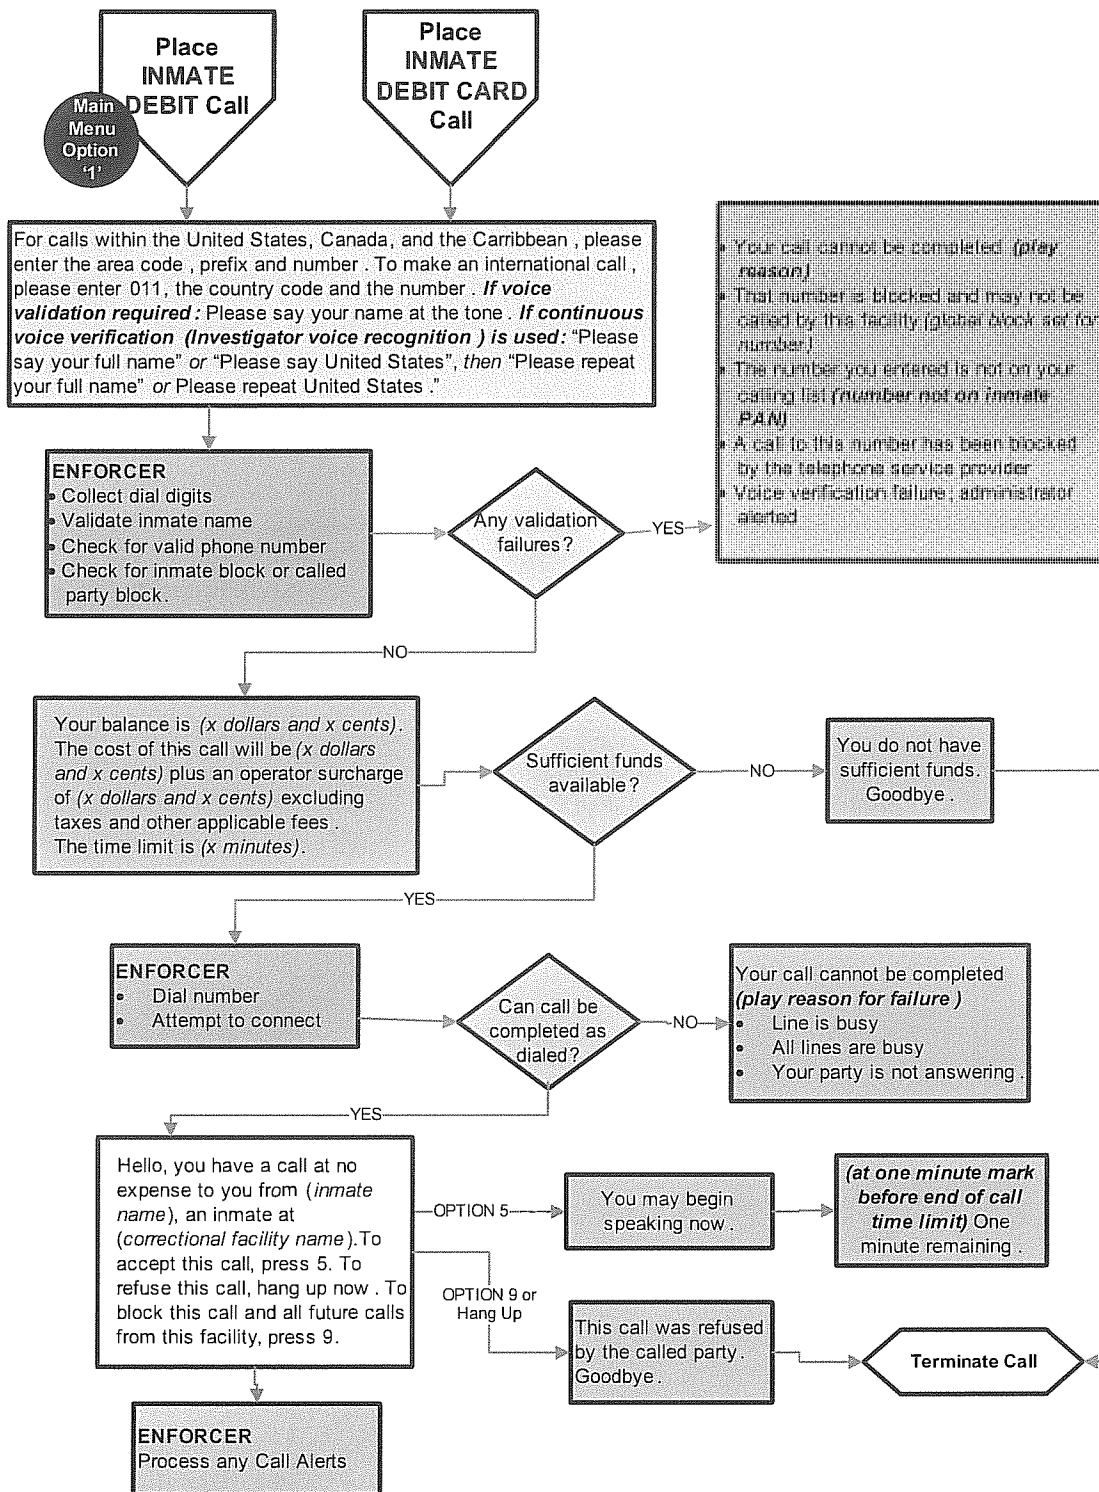 Place
INMATE
DEBIT Call
Main
Menu
Option
‘1’
Place
INMATE
DEBIT CARD
Call
For calls within the United States, Canada, and the Carribbean , please
enter the area code , prefix and number . To make an international call ,
please enter 011, the country code and the number . If voice
validation required : Please say your name at the tone . If continuous
voice verification (Investigator voice recognition ) is used: “Please
say your full name” or “Please say United States”, then “Please repeat
your full name” or Please repeat United States .”
• Your call cannot be completed (play
reason)
• That number is blocked and may not be
called by this facility (global block set for
number)
• The number you entered is not on your
calling list (number not on inmate
PAN)
• A call to this number has been blocked
by the telephone service provider
• Voice verification failure ; administrator
alerted
ENFORCER
• Collect dial digits
• Validate inmate name
• Check for valid phone number
• Check for inmate block or called
party block .
Any validation
failures ?
YES
NO
Your balance is (x dollars and x cents).
The cost of this call will be (x dollars
and x cents) plus an operator surcharge
of (x dollars and x cents) excluding
taxes and other applicable fees .
The time limit is (x minutes).
Sufficient funds
available ?
NO
You do not have
sufficient funds.
Goodbye .
YES
ENFORCER
• Dial number
• Attempt to connect
Can call be
completed as
dialed?
NO
Your call cannot be completed
(play reason for failure )
• Line is busy
• All lines are busy
• Your party is not answering .
YES
Hello, you have a call at no
expense to you from (inmate
name), an inmate at
(correctional facility name).To
accept this call, press 5. To
refuse this call, hang up now . To
block this call and all future calls
from this facility, press 9.
OPTION 5
You may begin
speaking now .
(at one minute mark
before end of call
time limit) One
minute remaining .
OPTION 9 or
Hang Up
This call was refused
by the called party .
Goodbye .
Terminate Call
ENFORCER
Process any Call Alerts